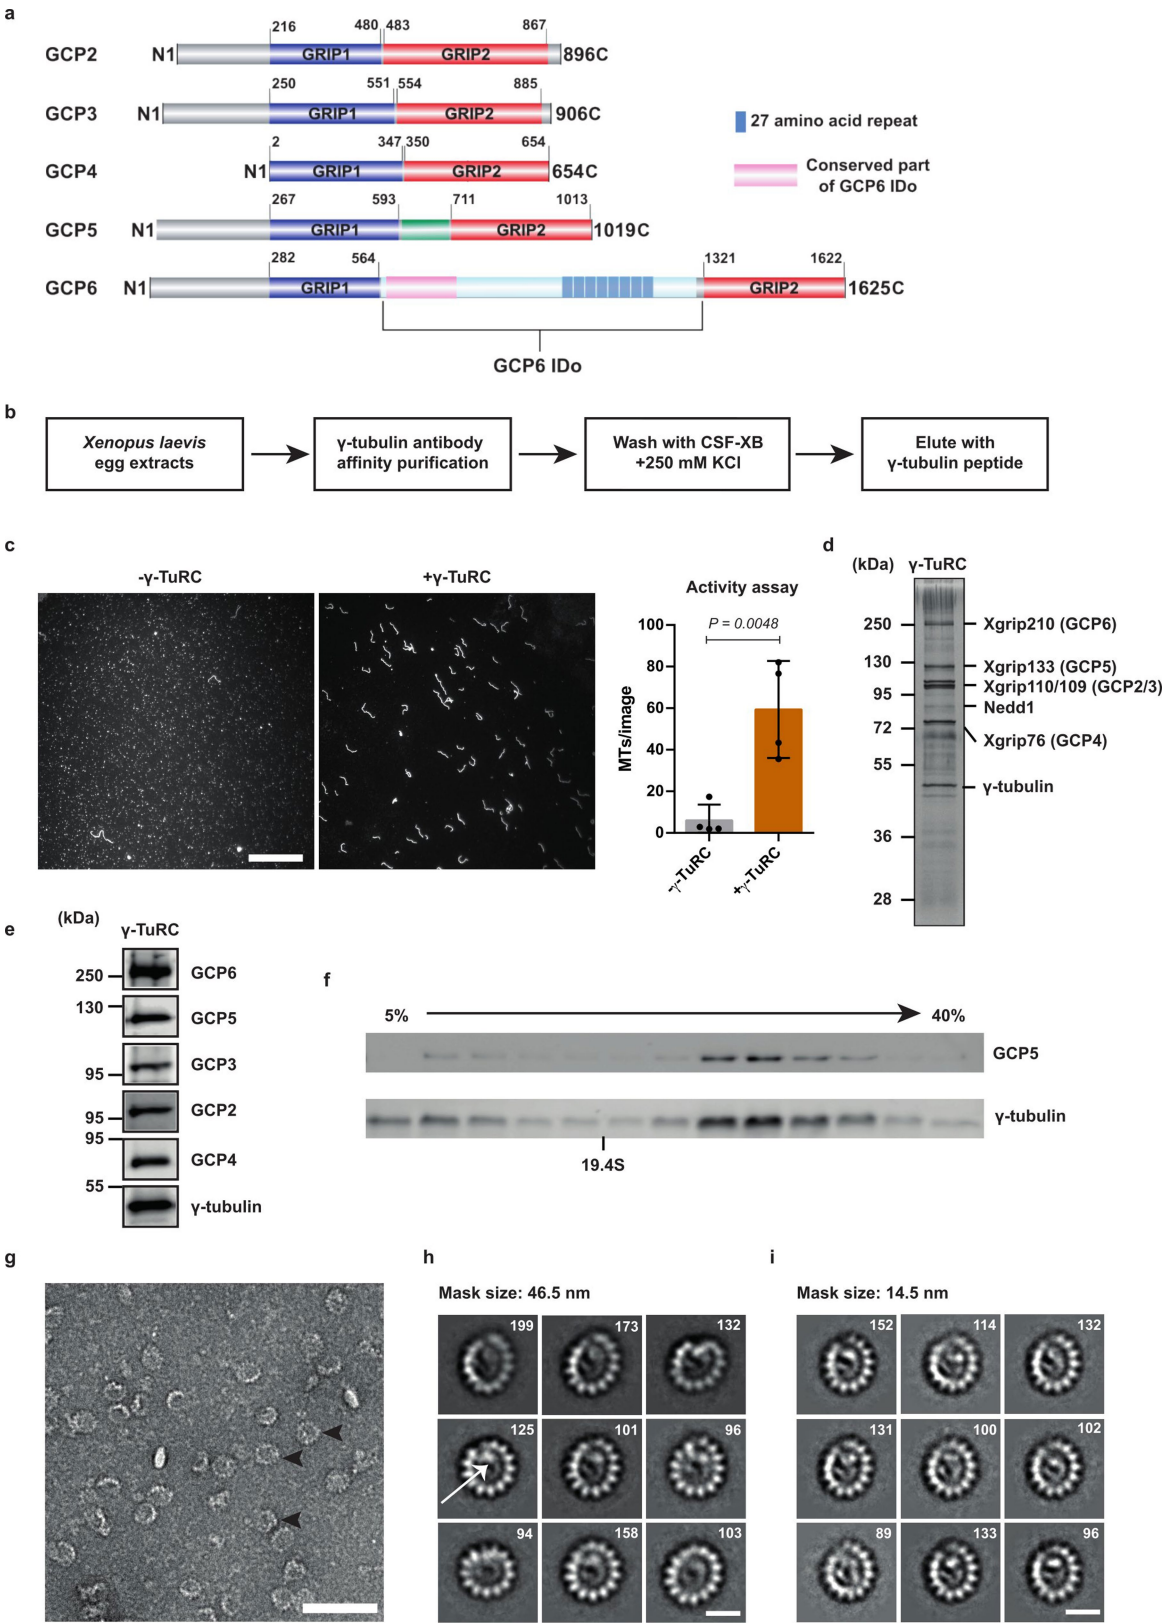 a
216 480 483 867
GCP2 N1 GRIP1 GRIP2 896C
250 551 554 885
GCP3 N1 GRIP1 GRIP2 906C
2 347 350 654
GCP4 N1 GRIP1 GRIP2 654C
267 593 711 1013
GCP5 N1 GRIP1 GRIP2 1019C
282 564 1321 1622
GCP6 N1 GRIP1 GRIP2 1625C
GCP6 IDo
27 amino acid repeat
Conserved part
of GCP6 IDo
b
Xenopus laevis
egg extracts
γ-tubulin antibody
affinity purification
Wash with CSF-XB
+250 mM KCl
Elute with
γ-tubulin peptide
c
-γ-TuRC
+γ-TuRC
Activity assay
P = 0.0048
MTs/image
100
80
60
40
20
0
-γ-TuRC
+γ-TuRC
d
(kDa) γ-TuRC
250
130
95
72
55
36
28
Xgrip210 (GCP6)
Xgrip133 (GCP5)
Xgrip110/109 (GCP2/3)
Nedd1
Xgrip76 (GCP4)
γ-tubulin
e
(kDa)
γ-TuRC
250 GCP6
130
GCP5
GCP3
95
GCP2
95
95
GCP4
55
γ-tubulin
f
5% 40%
GCP5
γ-tubulin
19.4S
g
h
Mask size: 46.5 nm
199 173 132
125 101 96
94 158 103
i
Mask size: 14.5 nm
152 114 132
131 100 102
89 133 96